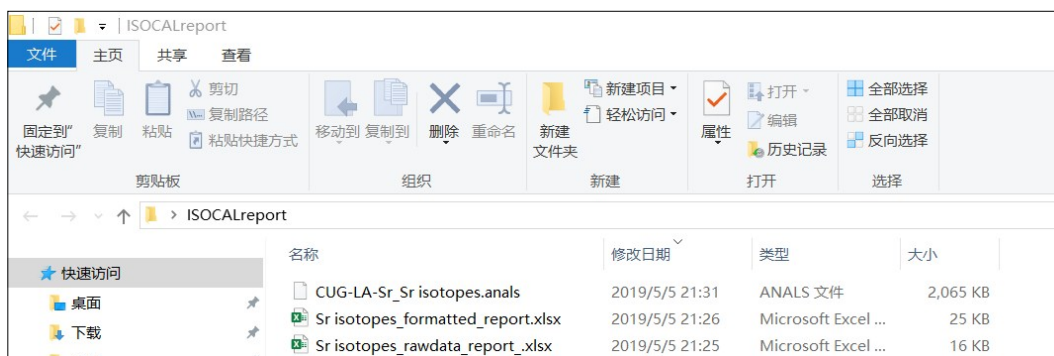 ISOCALreport
文件 主页 共享 查看
固定到"快速访问"
复制
粘贴
剪切
复制路径
粘贴快捷方式
剪贴板
移动到
复制到
删除
重命名
组织
新建文件夹
新建项目
轻松访问
新建
属性
打开
编辑
历史记录
打开
全部选择
全部取消
反向选择
选择
ISOCALreport
快速访问
桌面
下载
名称 修改日期 类型 大小
CUG-LA-Sr_Sr isotopes.anals 2019/5/5 21:31 ANALS 文件 2,065 KB
Sr isotopes_formatted_report.xlsx 2019/5/5 21:26 Microsoft Excel ... 25 KB
Sr isotopes_rawdata_report_.xlsx 2019/5/5 21:25 Microsoft Excel ... 16 KB